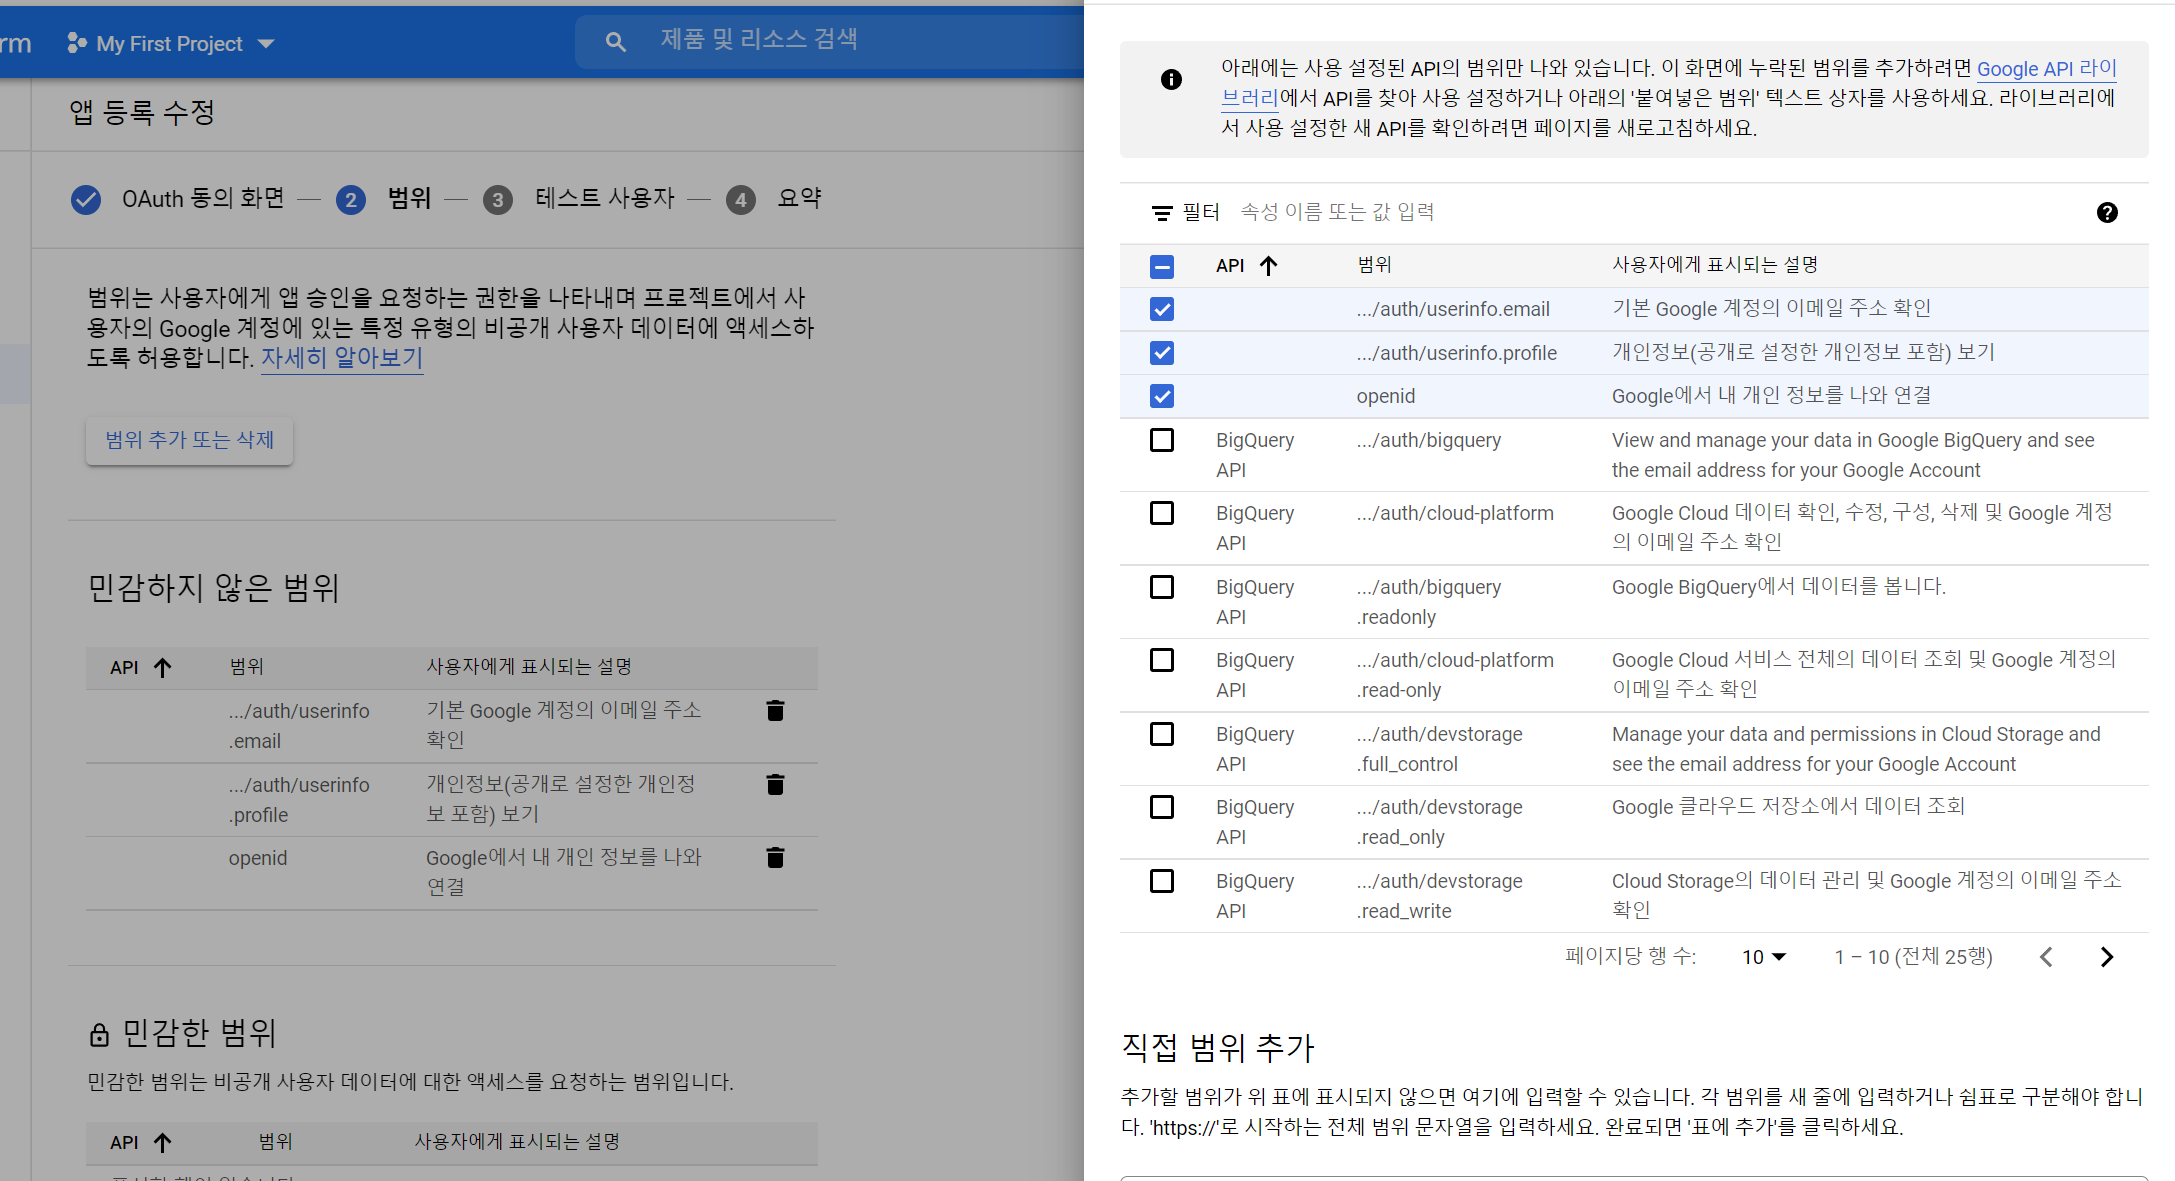 rm
My First Project
제품 및 리소스 검색
앱 등록 수정
OAuth 동의 화면
2 범위
3 테스트 사용자
4 요약
범위는 사용자에게 앱 승인을 요청하는 권한을 나타내며 프로젝트에서 사
용자의 Google 계정에 있는 특정 유형의 비공개 사용자 데이터에 액세스하
도록 허용합니다. 자세히 알아보기
범위 추가 또는 삭제
민감하지 않은 범위
API 범위 사용자에게 표시되는 설명
.../auth/userinfo 기본 Google 계정의 이메일 주소
.email 확인
.../auth/userinfo 개인정보(공개로 설정한 개인정
.profile 보 포함) 보기
openid Google에서 내 개인 정보를 나와
연결
민감한 범위
민감한 범위는 비공개 사용자 데이터에 대한 액세스를 요청하는 범위입니다.
API 범위 사용자에게 표시되는 설명
아래에는 사용 설정된 API의 범위만 나와 있습니다. 이 화면에 누락된 범위를 추가하려면 Google API 라이
브러리에서 API를 찾아 사용 설정하거나 아래의 '붙여넣은 범위' 텍스트 상자를 사용하세요. 라이브러리에
서 사용 설정한 새 API를 확인하려면 페이지를 새로고침하세요.
필터 속성 이름 또는 값 입력
API 범위 사용자에게 표시되는 설명
.../auth/userinfo.email 기본 Google 계정의 이메일 주소 확인
.../auth/userinfo.profile 개인정보(공개로 설정한 개인정보 포함) 보기
openid Google에서 내 개인 정보를 나와 연결
BigQuery .../auth/bigquery View and manage your data in Google BigQuery and see
API the email address for your Google Account
BigQuery .../auth/cloud-platform Google Cloud 데이터 확인, 수정, 구성, 삭제 및 Google 계정
API 의 이메일 주소 확인
BigQuery .../auth/bigquery Google BigQuery에서 데이터를 봅니다.
API .readonly
BigQuery .../auth/cloud-platform Google Cloud 서비스 전체의 데이터 조회 및 Google 계정의
API .read-only 이메일 주소 확인
BigQuery .../auth/devstorage Manage your data and permissions in Cloud Storage and
API .full_control see the email address for your Google Account
BigQuery .../auth/devstorage Google 클라우드 저장소에서 데이터 조회
API .read_only
BigQuery .../auth/devstorage Cloud Storage의 데이터 관리 및 Google 계정의 이메일 주소
API .read_write 확인
페이지당 행 수: 10 1 – 10 (전체 25행)
직접 범위 추가
추가할 범위가 위 표에 표시되지 않으면 여기에 입력할 수 있습니다. 각 범위를 새 줄에 입력하거나 쉼표로 구분해야 합니
다. 'https://'로 시작하는 전체 범위 문자열을 입력하세요. 완료되면 '표에 추가'를 클릭하세요.